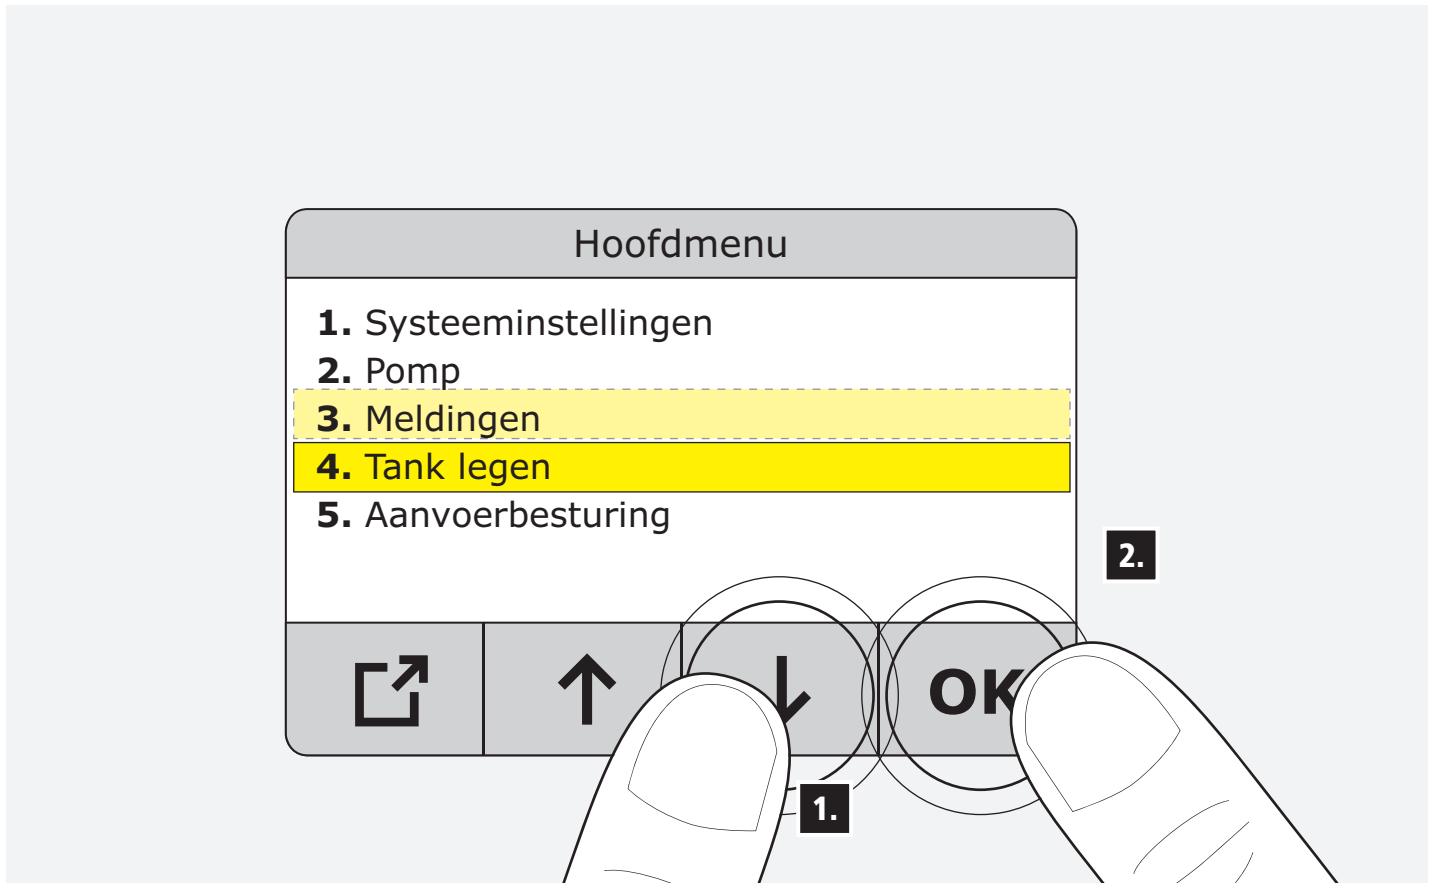 Hoofdmenu
1. Systeeminstellingen
2. Pomp
3. Meldingen
4. Tank legen
5. Aanvoerbesturing
2.
OK
1.